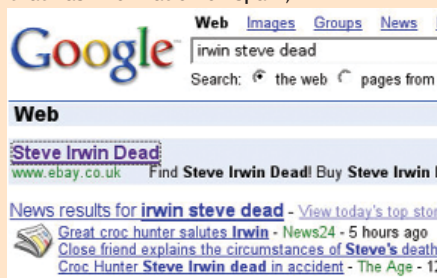 Google
Web Images Groups News
irwin steve dead
Search: the web pages from
Web
Steve Irwin Dead
www.ebay.co.uk Find Steve Irwin Dead! Buy Steve Irwin
News results for irwin steve dead - View today's top
Great croc hunter salutes Irwin - News24 - 5 hours ago
Close friend explains the circumstances of Steve's death
Croc Hunter Steve Irwin dead in accident - The Age -